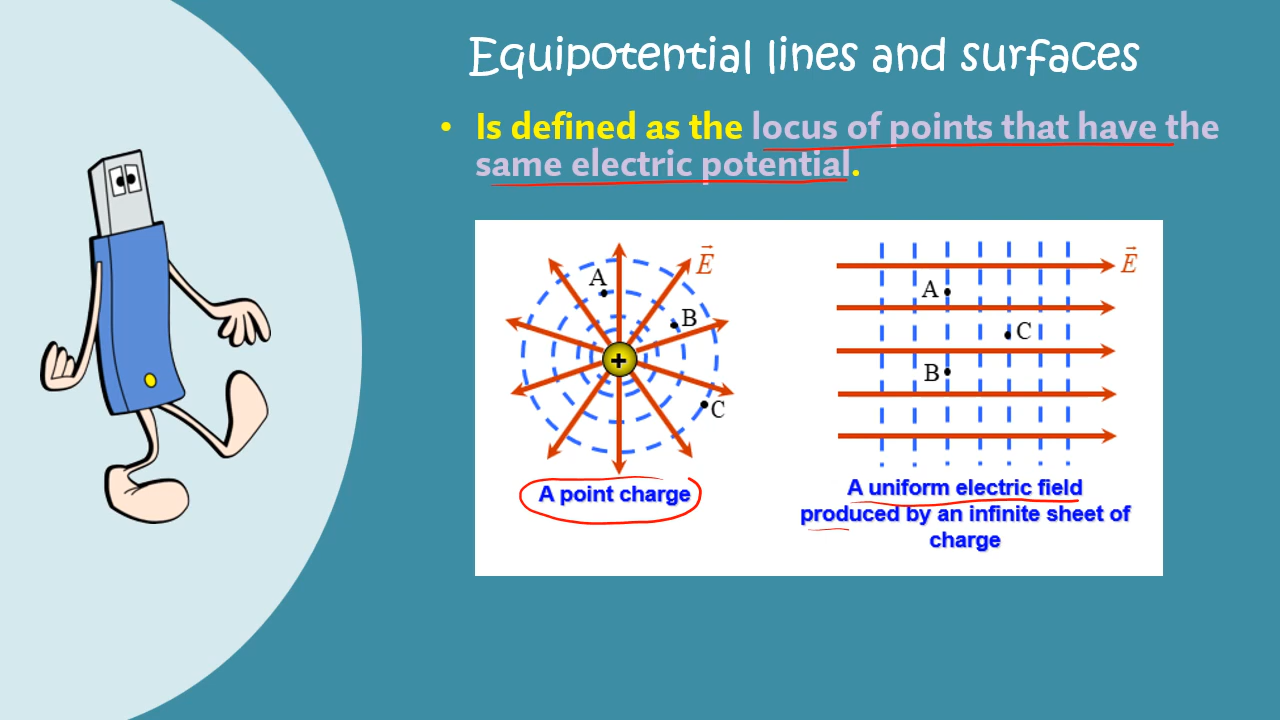 Equipotential lines and surfaces
• Is defined as the locus of points that have the
same electric potential.
A
E
B
+
C
A point charge
E
A
C
B
A uniform electric field
produced by an infinite sheet of
charge